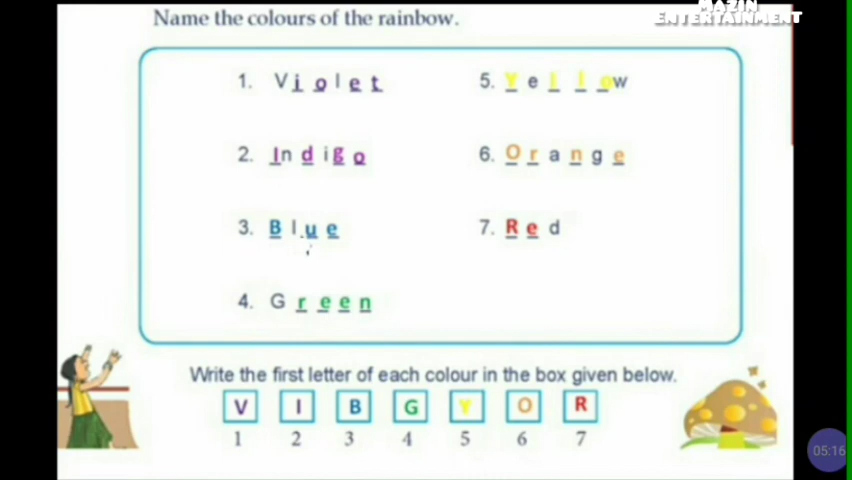 MAZIN
ENTERTAINMENT
Name the colours of the rainbow.
1. Violet
2. Indigo
3. Blue
4. Green
5. Yellow
6. Orange
7. Red
Write the first letter of each colour in the box given below.
V I B G Y O R
1 2 3 4 5 6 7
05:16